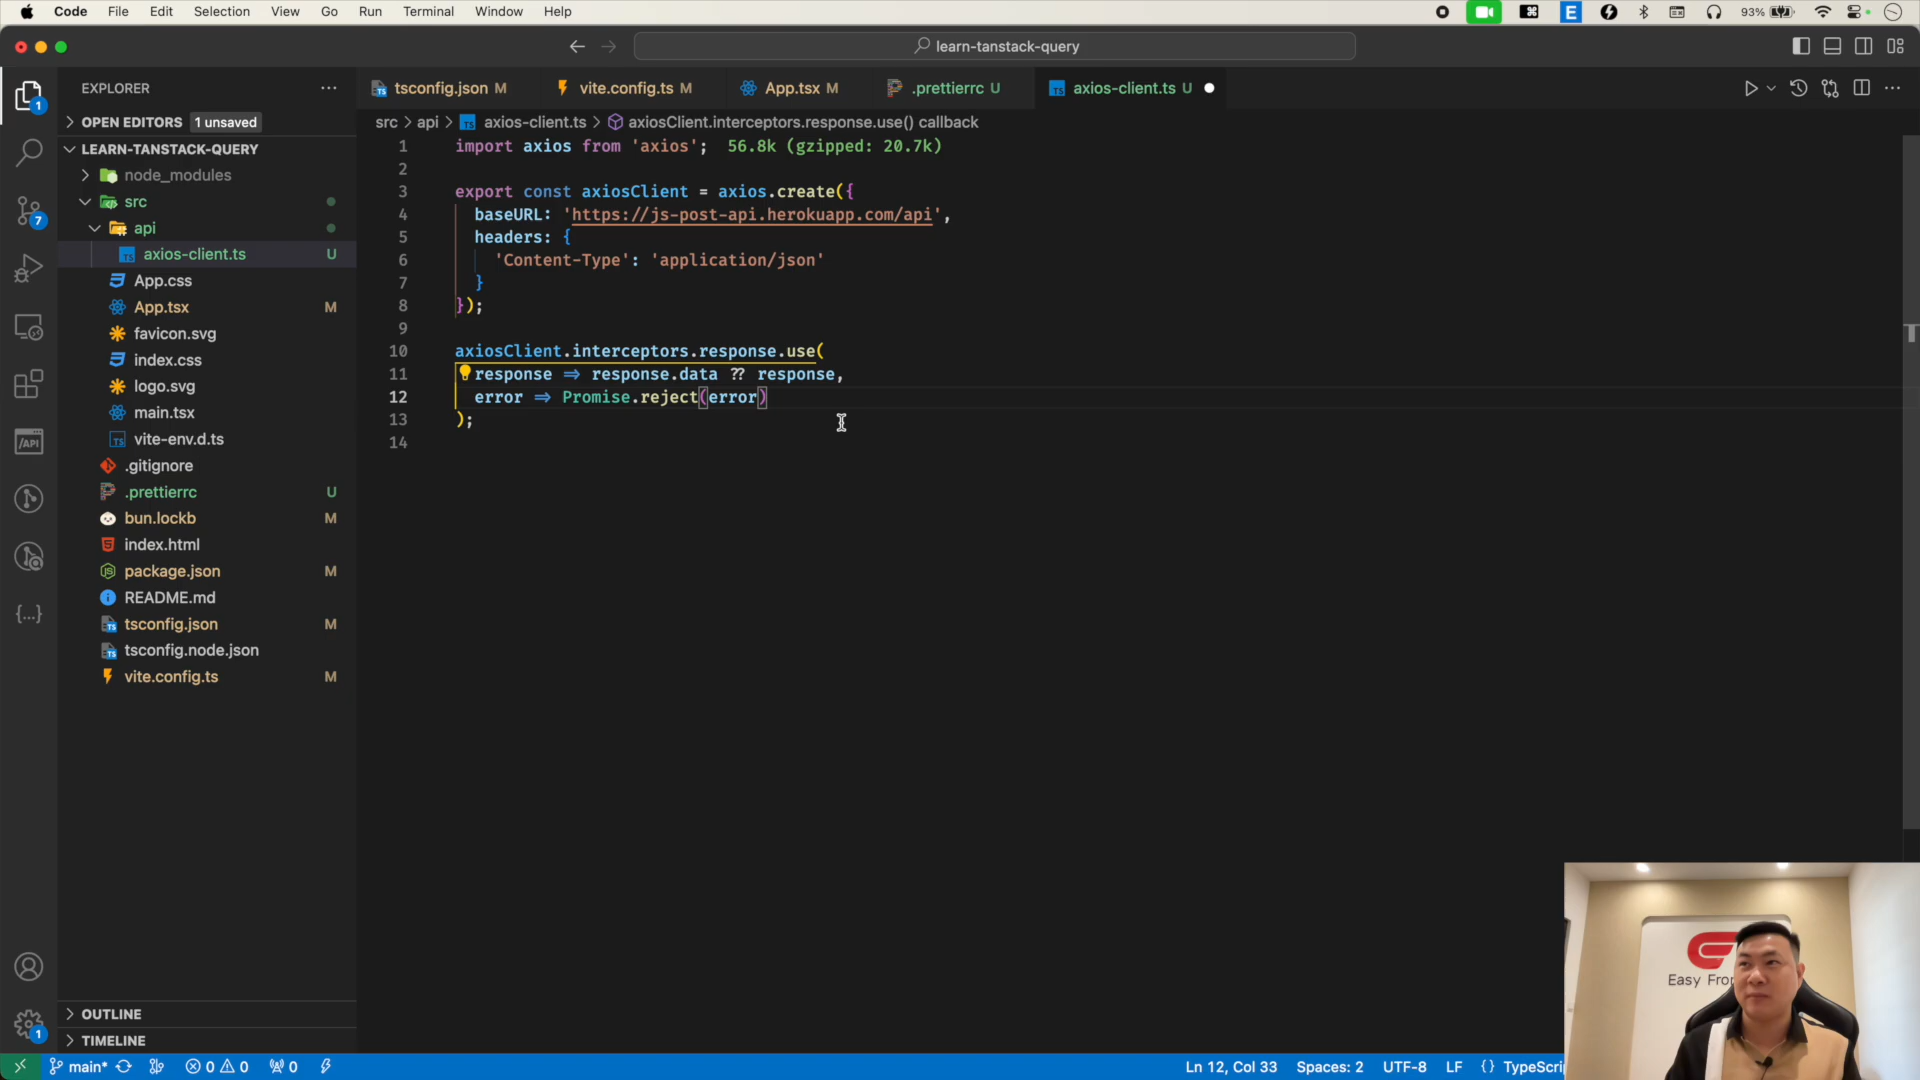 Code File Edit Selection View Go Run Terminal Window Help
E 93%
learn-tanstack-query
EXPLORER
OPEN EDITORS 1 unsaved
LEARN-TANSTACK-QUERY
node_modules
src
api
axios-client.ts U
App.css
App.tsx M
favicon.svg
index.css
logo.svg
main.tsx
vite-env.d.ts
.gitignore
.prettierrc U
bun.lockb M
index.html
package.json M
README.md
tsconfig.json M
tsconfig.node.json
vite.config.ts M
OUTLINE
TIMELINE
1
7
/API
{...}
1
tsconfig.json M vite.config.ts M App.tsx M .prettierrc U axios-client.ts U
src > api > axios-client.ts > axiosClient.interceptors.response.use() callback
1 import axios from 'axios'; 56.8k (gzipped: 20.7k)
2
3 export const axiosClient = axios.create({
4 baseURL: 'https://js-post-api.herokuapp.com/api',
5 headers: {
6 'Content-Type': 'application/json'
7 }
8 });
9
10 axiosClient.interceptors.response.use(
11 response => response.data ?? response,
12 error => Promise.reject(error)
13 );
14
Easy Fro
main* 0 0 0 Ln 12, Col 33 Spaces: 2 UTF-8 LF {} TypeScri